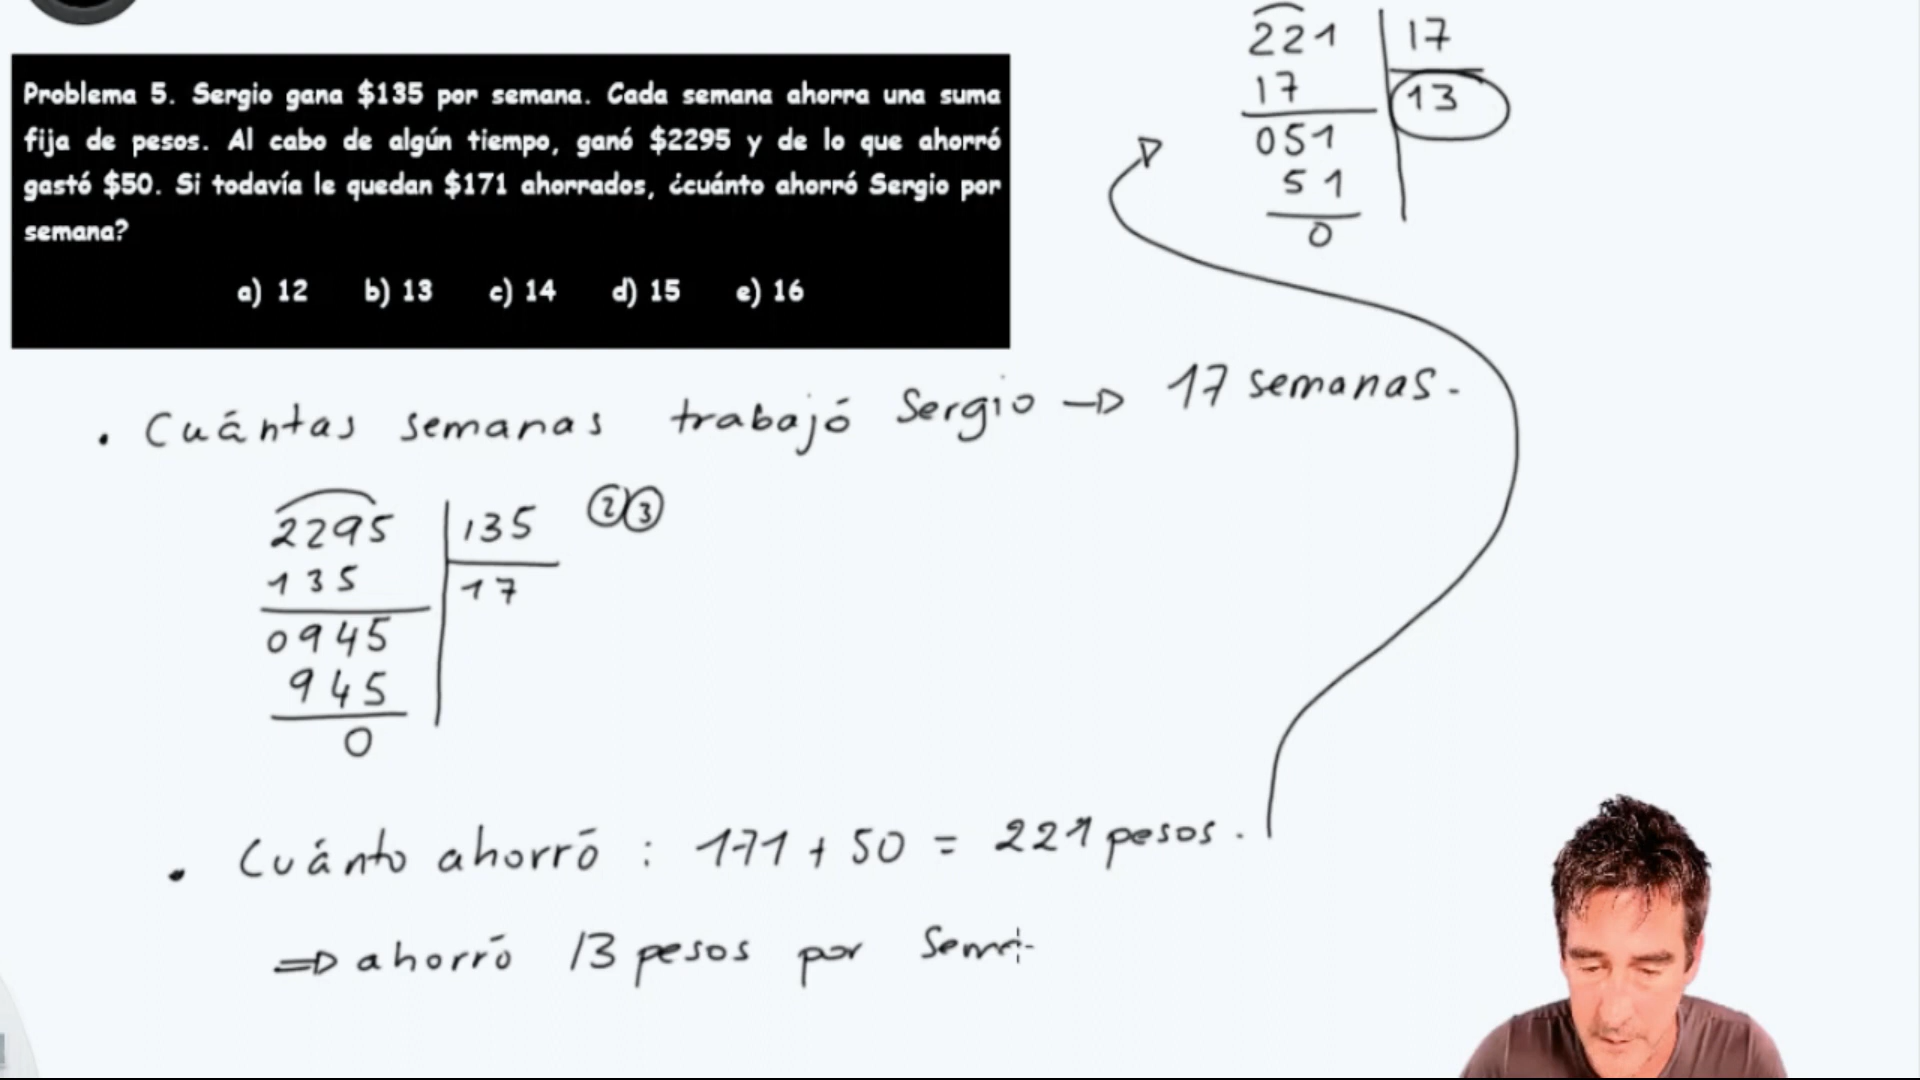 Problema 5. Sergio gana $135 por semana. Cada semana ahorra una suma
fija de pesos. Al cabo de algún tiempo, ganó $2295 y de lo que ahorró
gastó $50. Si todavía le quedan $171 ahorrados, ¿cuánto ahorró Sergio por
semana?
a) 12 b) 13 c) 14 d) 15 e) 16
221 17
17 13
051
51
0
. Cuántas semanas trabajó Sergio → 17 semanas.
2295 135 ② ③
135 17
0945
945
0
. Cuánto ahorró : 171 + 50 = 221 pesos.
⇒ ahorró 13 pesos por sema